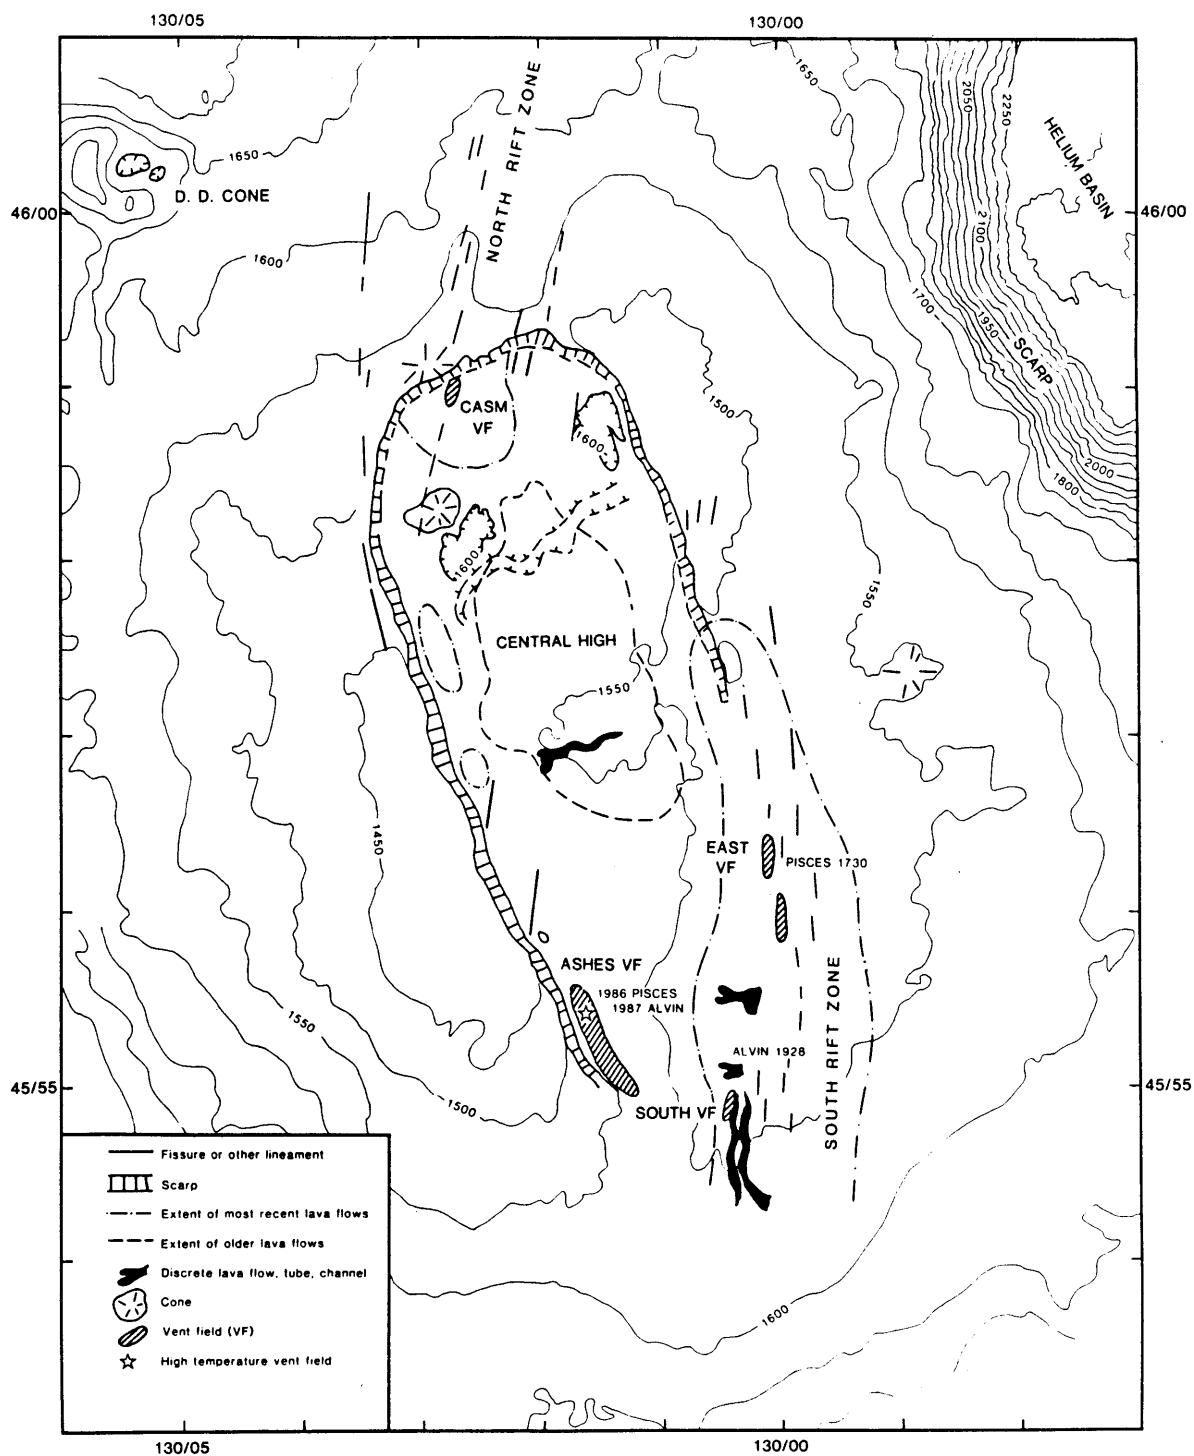 130/05
130/00
1650
2050
2250
HELIUM BASIN
1650
D. D. CONE
NORTH RIFT ZONE
46/00
46/00
2100
1600
1700
1950
SCARP
CASM
VF
1500
1600
2000
1800
1600
1550
CENTRAL HIGH
1550
1450
EAST
VF
PISCES 1730
ASHES VF
1986 PISCES
1987 ALVIN
SOUTH RIFT ZONE
1550
ALVIN 1928
45/55
45/55
1500
SOUTH VF
Fissure or other lineament
Scarp
Extent of most recent lava flows
Extent of older lava flows
Discrete lava flow, tube, channel
Cone
Vent field (VF)
High temperature vent field
1600
130/05
130/00